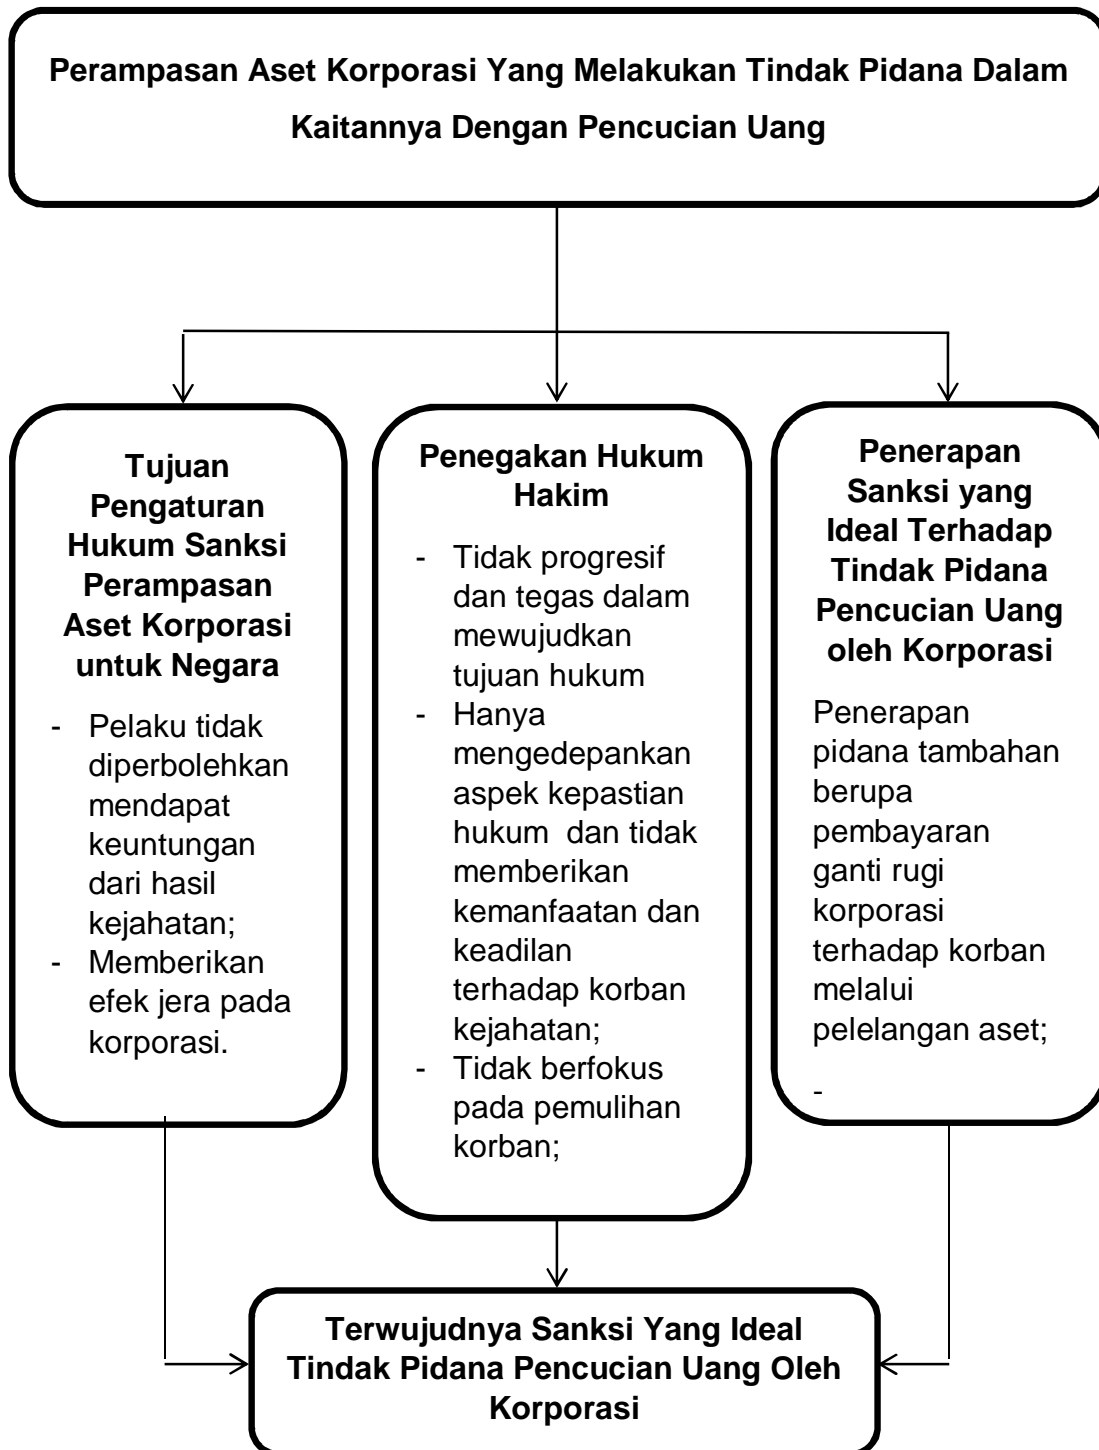 Perampasan Aset Korporasi Yang Melakukan Tindak Pidana Dalam
Kaitannya Dengan Pencucian Uang
Tujuan
Pengaturan
Hukum Sanksi
Perampasan
Aset Korporasi
untuk Negara
- Pelaku tidak
diperbolehkan
mendapat
keuntungan
dari hasil
kejahatan;
- Memberikan
efek jera pada
korporasi.
Penegakan Hukum
Hakim
- Tidak progresif
dan tegas dalam
mewujudkan
tujuan hukum
- Hanya
mengedepankan
aspek kepastian
hukum dan tidak
memberikan
kemanfaatan dan
keadilan
terhadap korban
kejahatan;
- Tidak berfokus
pada pemulihan
korban;
Penerapan
Sanksi yang
Ideal Terhadap
Tindak Pidana
Pencucian Uang
oleh Korporasi
Penerapan
pidana tambahan
berupa
pembayaran
ganti rugi
korporasi
terhadap korban
melalui
pelelangan aset;
-
Terwujudnya Sanksi Yang Ideal
Tindak Pidana Pencucian Uang Oleh
Korporasi